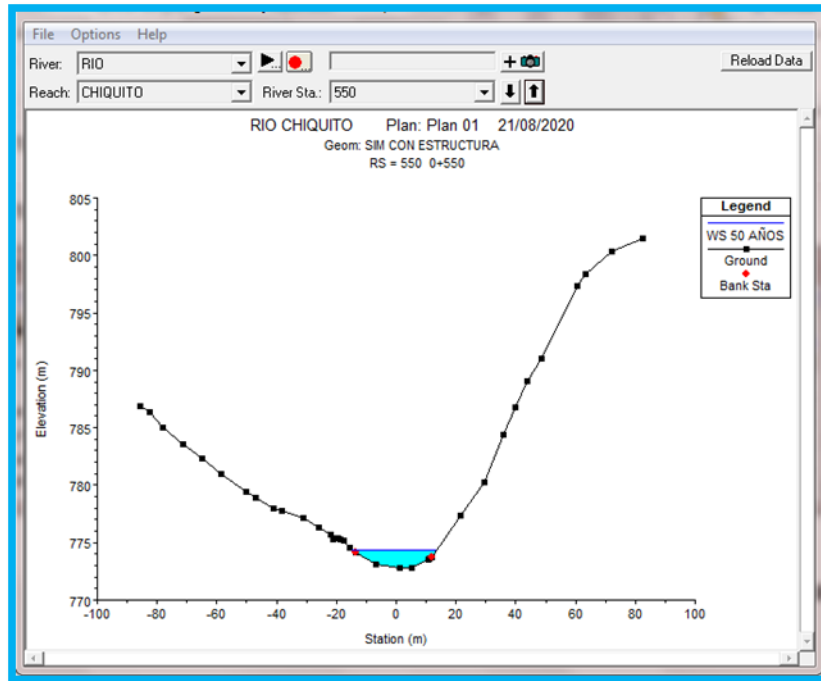 File Options Help
River: RIO
Reload Data
Reach: CHIQUITO River Sta.: 550
RIO CHIQUITO Plan: Plan 01 21/08/2020
Geom: SIM CON ESTRUCTURA
RS = 550 0+550
Legend
WS 50 AÑOS
Ground
Bank Sta
Elevation (m)
805
800
795
790
785
780
775
770
-100 -80 -60 -40 -20 0 20 40 60 80 100
Station (m)